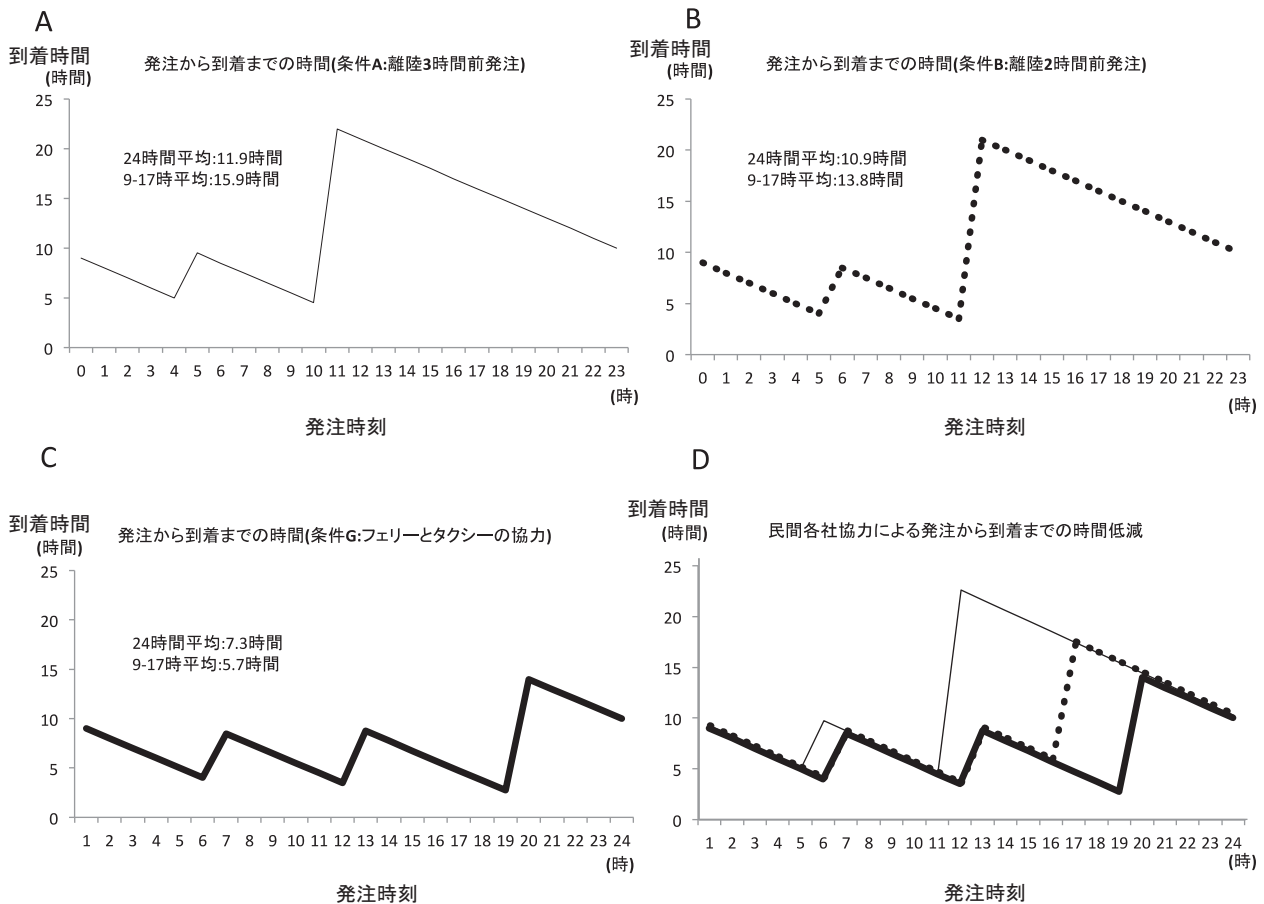 A
到着時間
(時間)
発注から到着までの時間(条件A:離陸3時間前発注)
25
20
15
10
5
0
24時間平均:11.9時間
9-17時平均:15.9時間
0 1 2 3 4 5 6 7 8 9 10 11 12 13 14 15 16 17 18 19 20 21 22 23
(時)
発注時刻
B
到着時間
(時間)
発注から到着までの時間(条件B:離陸2時間前発注)
25
20
15
10
5
0
24時間平均:10.9時間
9-17時平均:13.8時間
0 1 2 3 4 5 6 7 8 9 10 11 12 13 14 15 16 17 18 19 20 21 22 23
(時)
発注時刻
C
到着時間
(時間)
発注から到着までの時間(条件G:フェリーとタクシーの協力)
25
20
15
10
5
0
24時間平均:7.3時間
9-17時平均:5.7時間
1 2 3 4 5 6 7 8 9 10 11 12 13 14 15 16 17 18 19 20 21 22 23 24
(時)
発注時刻
D
到着時間
(時間)
民間各社協力による発注から到着までの時間低減
25
20
15
10
5
0
1 2 3 4 5 6 7 8 9 10 11 12 13 14 15 16 17 18 19 20 21 22 23 24
(時)
発注時刻